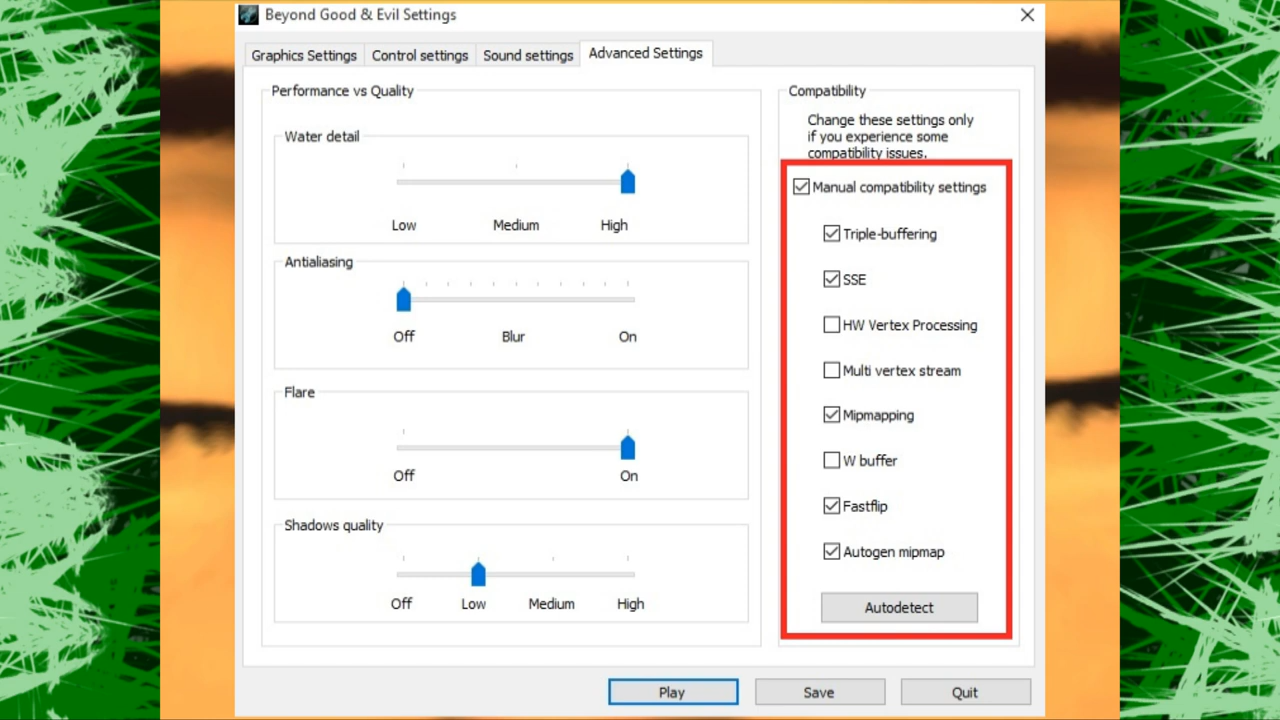 Beyond Good & Evil Settings
Graphics Settings
Control settings
Sound settings
Advanced Settings
Performance vs Quality
Water detail
Low
Medium
High
Antialiasing
Off
Blur
On
Flare
Off
On
Shadows quality
Off
Low
Medium
High
Compatibility
Change these settings only
if you experience some
compatibility issues.
Manual compatibility settings
Triple-buffering
SSE
HW Vertex Processing
Multi vertex stream
Mipmapping
W buffer
Fastflip
Autogen mipmap
Autodetect
Play
Save
Quit